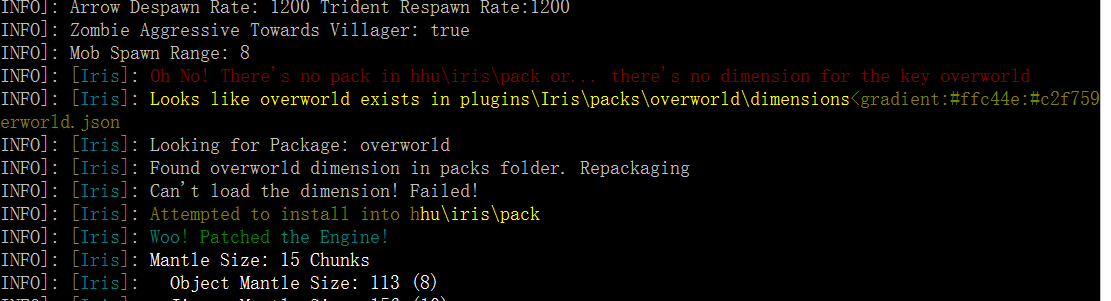 INFO]: Arrow Despawn Rate: 1200 Trident Respawn Rate:1200
INFO]: Zombie Aggressive Towards Villager: true
INFO]: Mob Spawn Range: 8
INFO]: [Iris]: Oh No! There's no pack in hhu\iris\pack or... there's no dimension for the key overworld
INFO]: [Iris]: Looks like overworld exists in plugins\Iris\packs\overworld\dimensions<gradient:#ffc44e:#c2f759
erworld.json
INFO]: [Iris]: Looking for Package: overworld
INFO]: [Iris]: Found overworld dimension in packs folder. Repackaging
INFO]: [Iris]: Can't load the dimension! Failed!
INFO]: [Iris]: Attempted to install into hhu\iris\pack
INFO]: [Iris]: Woo! Patched the Engine!
INFO]: [Iris]: Mantle Size: 15 Chunks
INFO]: [Iris]:   Object Mantle Size: 113 (8)